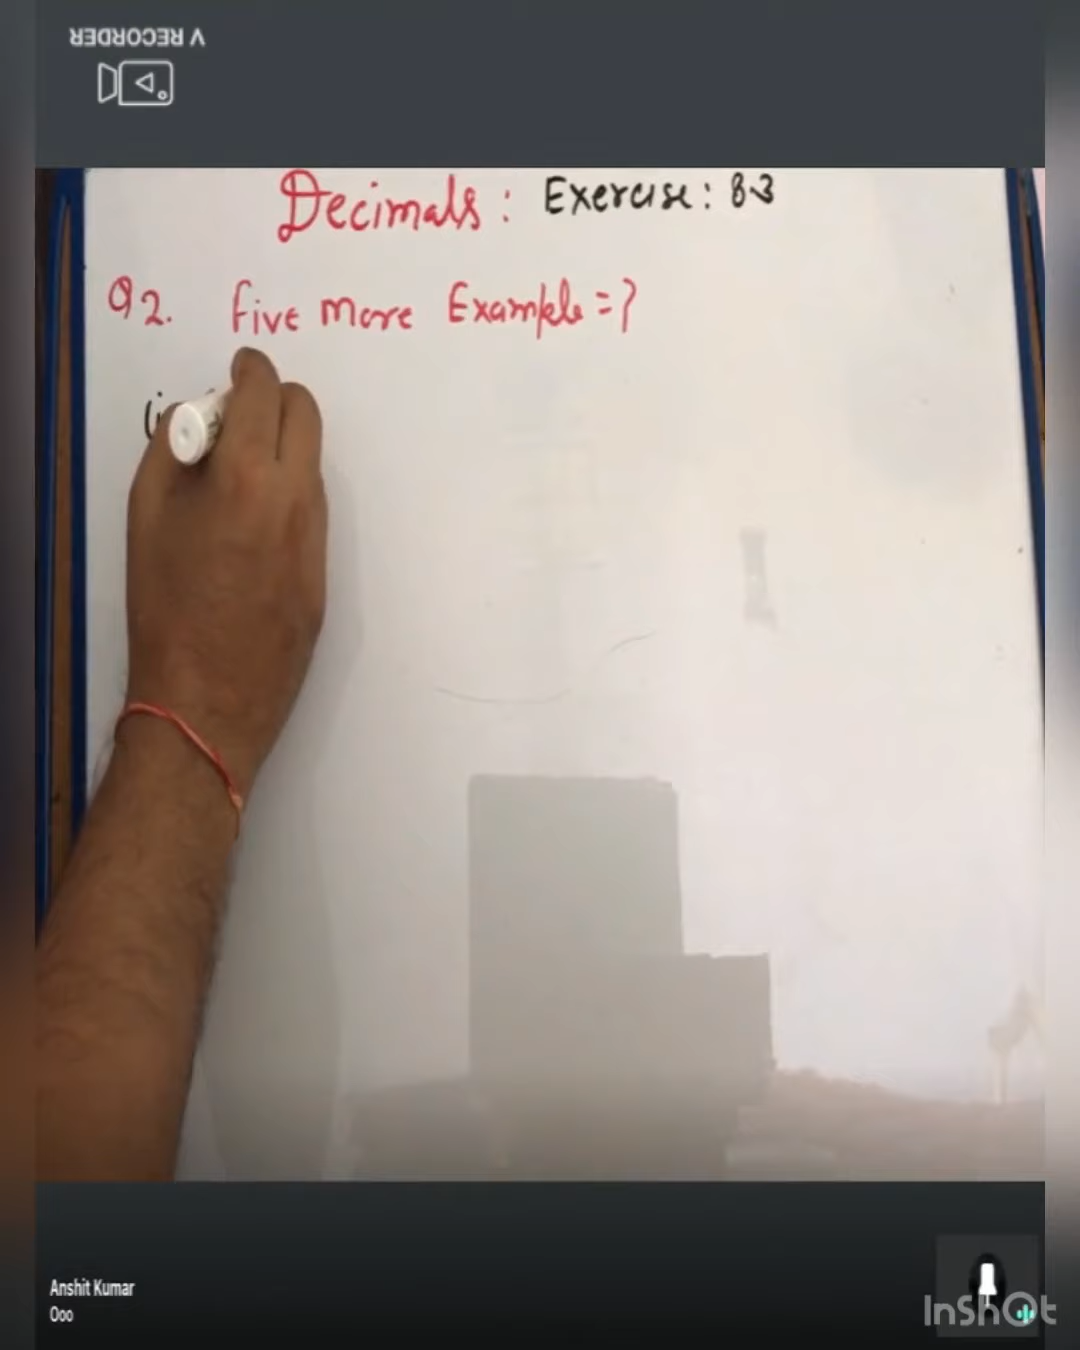 V RECORDER
Decimals: Exercise: 8.3
Q2. Five More Example=?
(i
Anshit Kumar
Ooo
InShOt